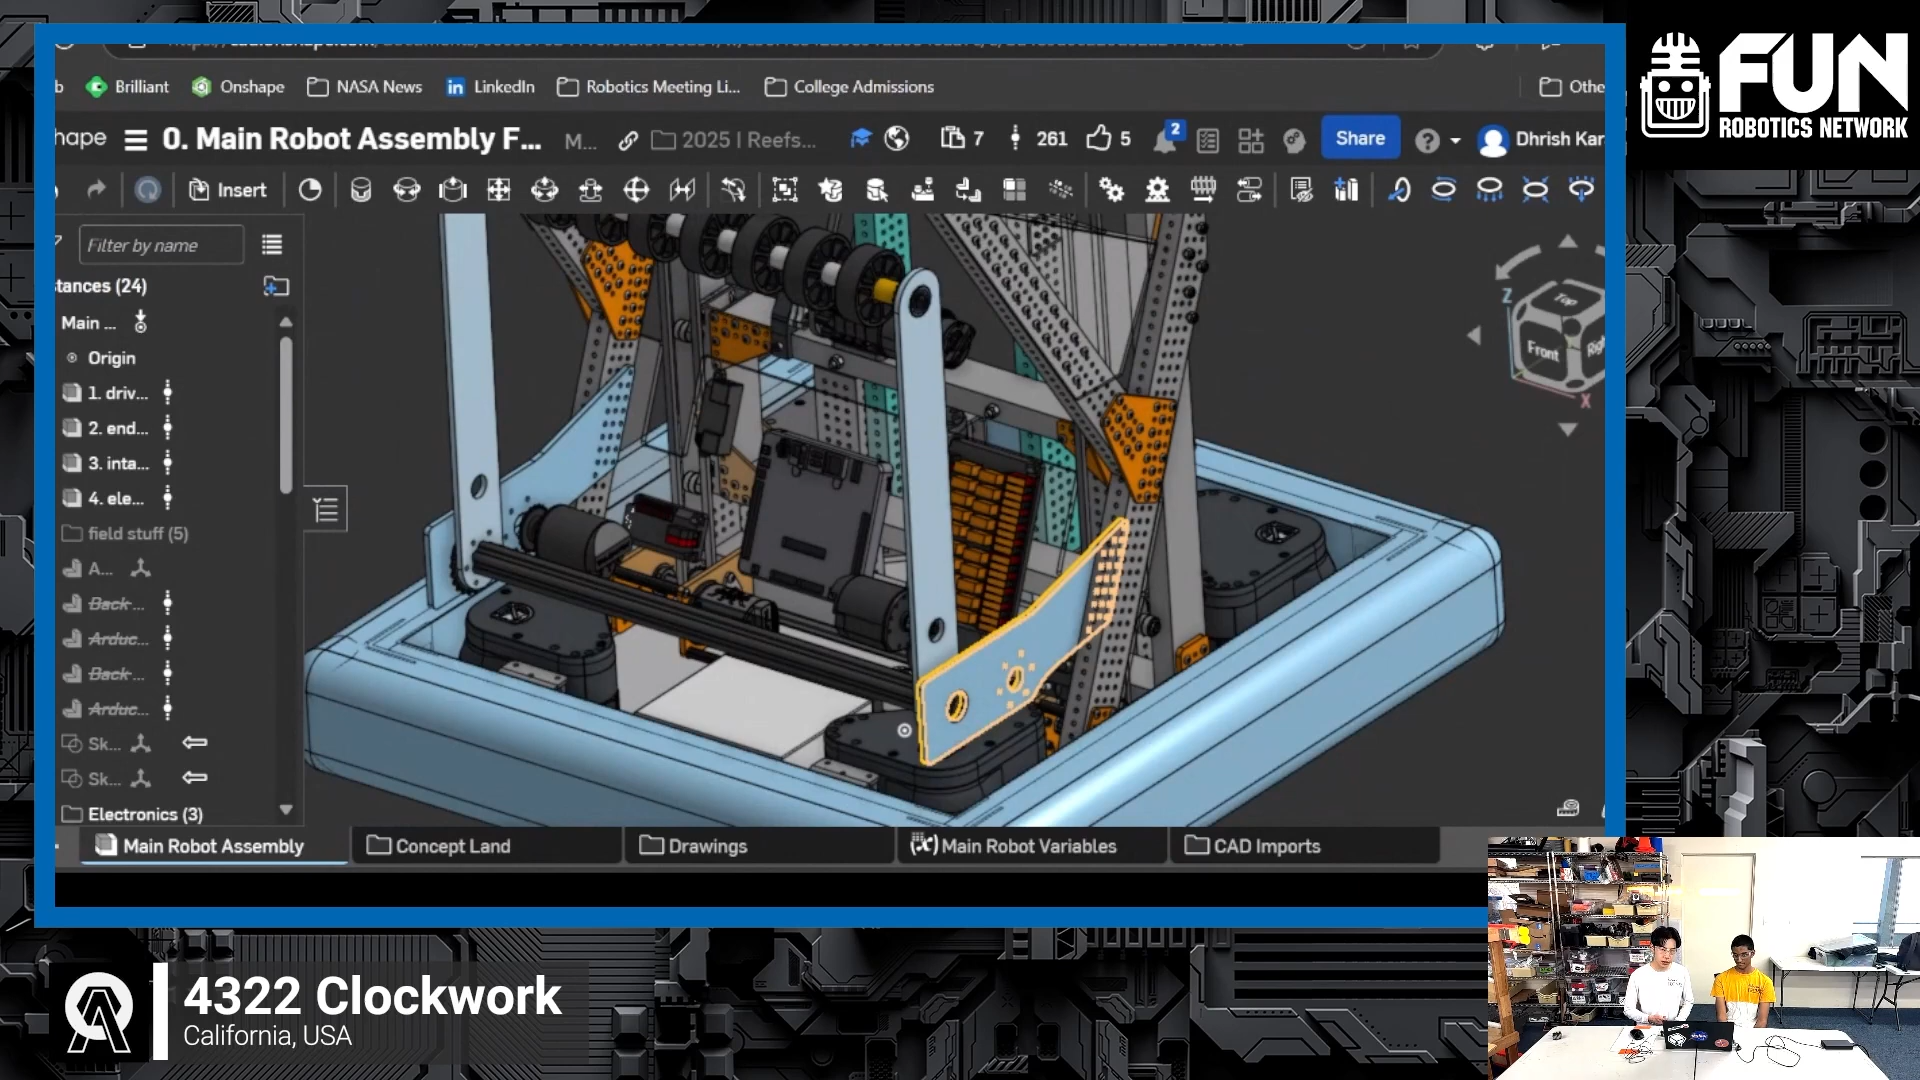 b Brilliant Onshape NASA News LinkedIn Robotics Meeting Li... College Admissions Othe
hape 0. Main Robot Assembly F... M... 2025 | Reefs... 7 261 5 2 Share ? Dhrish Kar
Insert
Filter by name
tances (24)
Main ...
Origin
1. driv...
2. end...
3. inta...
4. ele...
field stuff (5)
A...
Back ...
Arduc...
Back ...
Arduc...
Sk...
Sk...
Electronics (3)
Z
Top
Front
Righ
X
Main Robot Assembly Concept Land Drawings (x) Main Robot Variables CAD Imports
FUN
ROBOTICS NETWORK
4322 Clockwork
California, USA